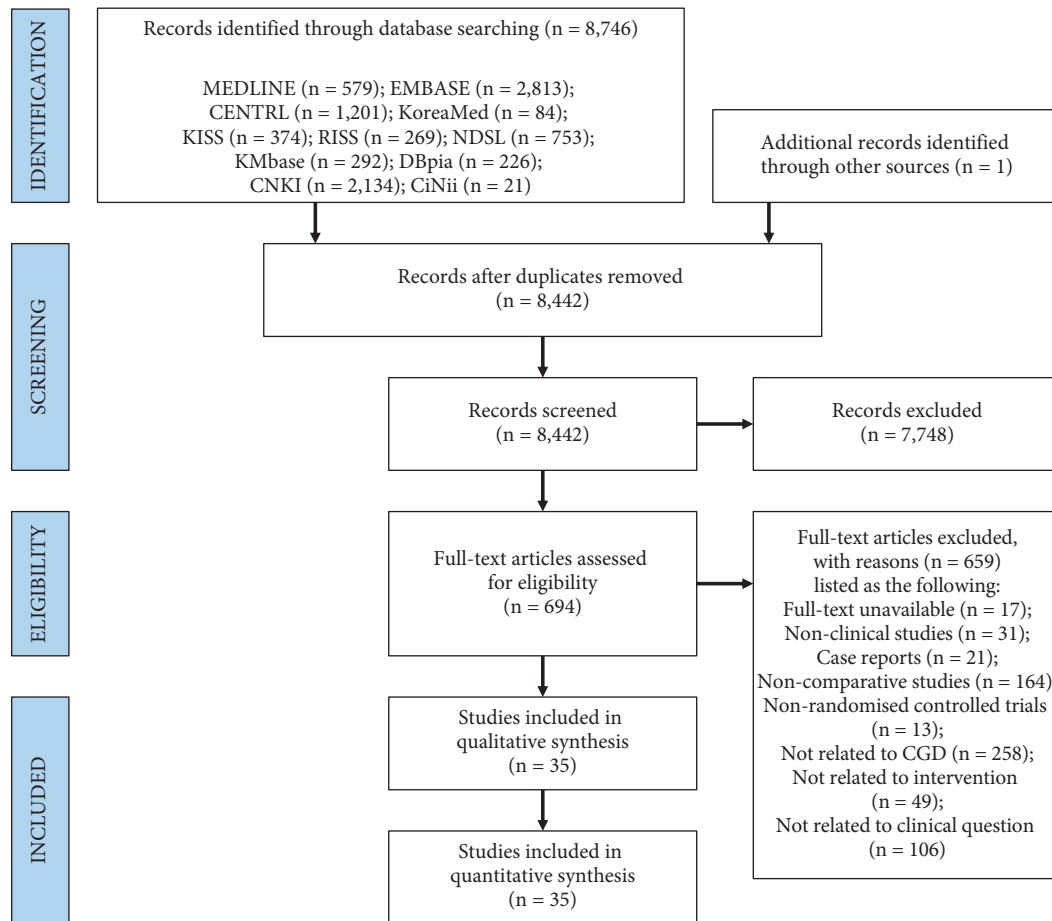 IDENTIFICATION
Records identified through database searching (n = 8,746)
MEDLINE (n = 579); EMBASE (n = 2,813);
CENTRL (n = 1,201); KoreaMed (n = 84);
KISS (n = 374); RISS (n = 269); NDSL (n = 753);
KMbase (n = 292); DBpia (n = 226);
CNKI (n = 2,134); CiNii (n = 21)
Additional records identified
through other sources (n = 1)
SCREENING
Records after duplicates removed
(n = 8,442)
Records screened
(n = 8,442)
Records excluded
(n = 7,748)
ELIGIBILITY
Full-text articles assessed
for eligibility
(n = 694)
Full-text articles excluded,
with reasons (n = 659)
listed as the following:
Full-text unavailable (n = 17);
Non-clinical studies (n = 31);
Case reports (n = 21);
Non-comparative studies (n = 164)
Non-randomised controlled trials
(n = 13);
Not related to CGD (n = 258);
Not related to intervention
(n = 49);
Not related to clinical question
(n = 106)
INCLUDED
Studies included in
qualitative synthesis
(n = 35)
Studies included in
quantitative synthesis
(n = 35)